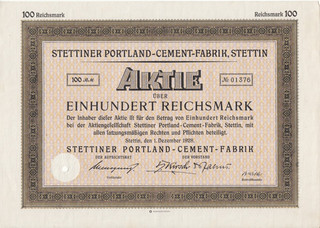 100 Reichsmark
Reichsmark 100
STETTINER PORTLAND-CEMENT-FABRIK, STETTIN
100 RM
AKTIE
№ 01376
ÜBER
EINHUNDERT REICHSMARK
Der Inhaber dieser Aktie ist für den Betrag von Einhundert Reichsmark
bei der Aktiengesellschaft Stettiner Portland-Cement-Fabrik, Stettin, mit
allen satzungsmäßigen Rechten und Pflichten beteiligt.
Stettin, den 1. Dezember 1928.
STETTINER PORTLAND-CEMENT-FABRIK
DER AUFSICHTSRAT
DER VORSTAND